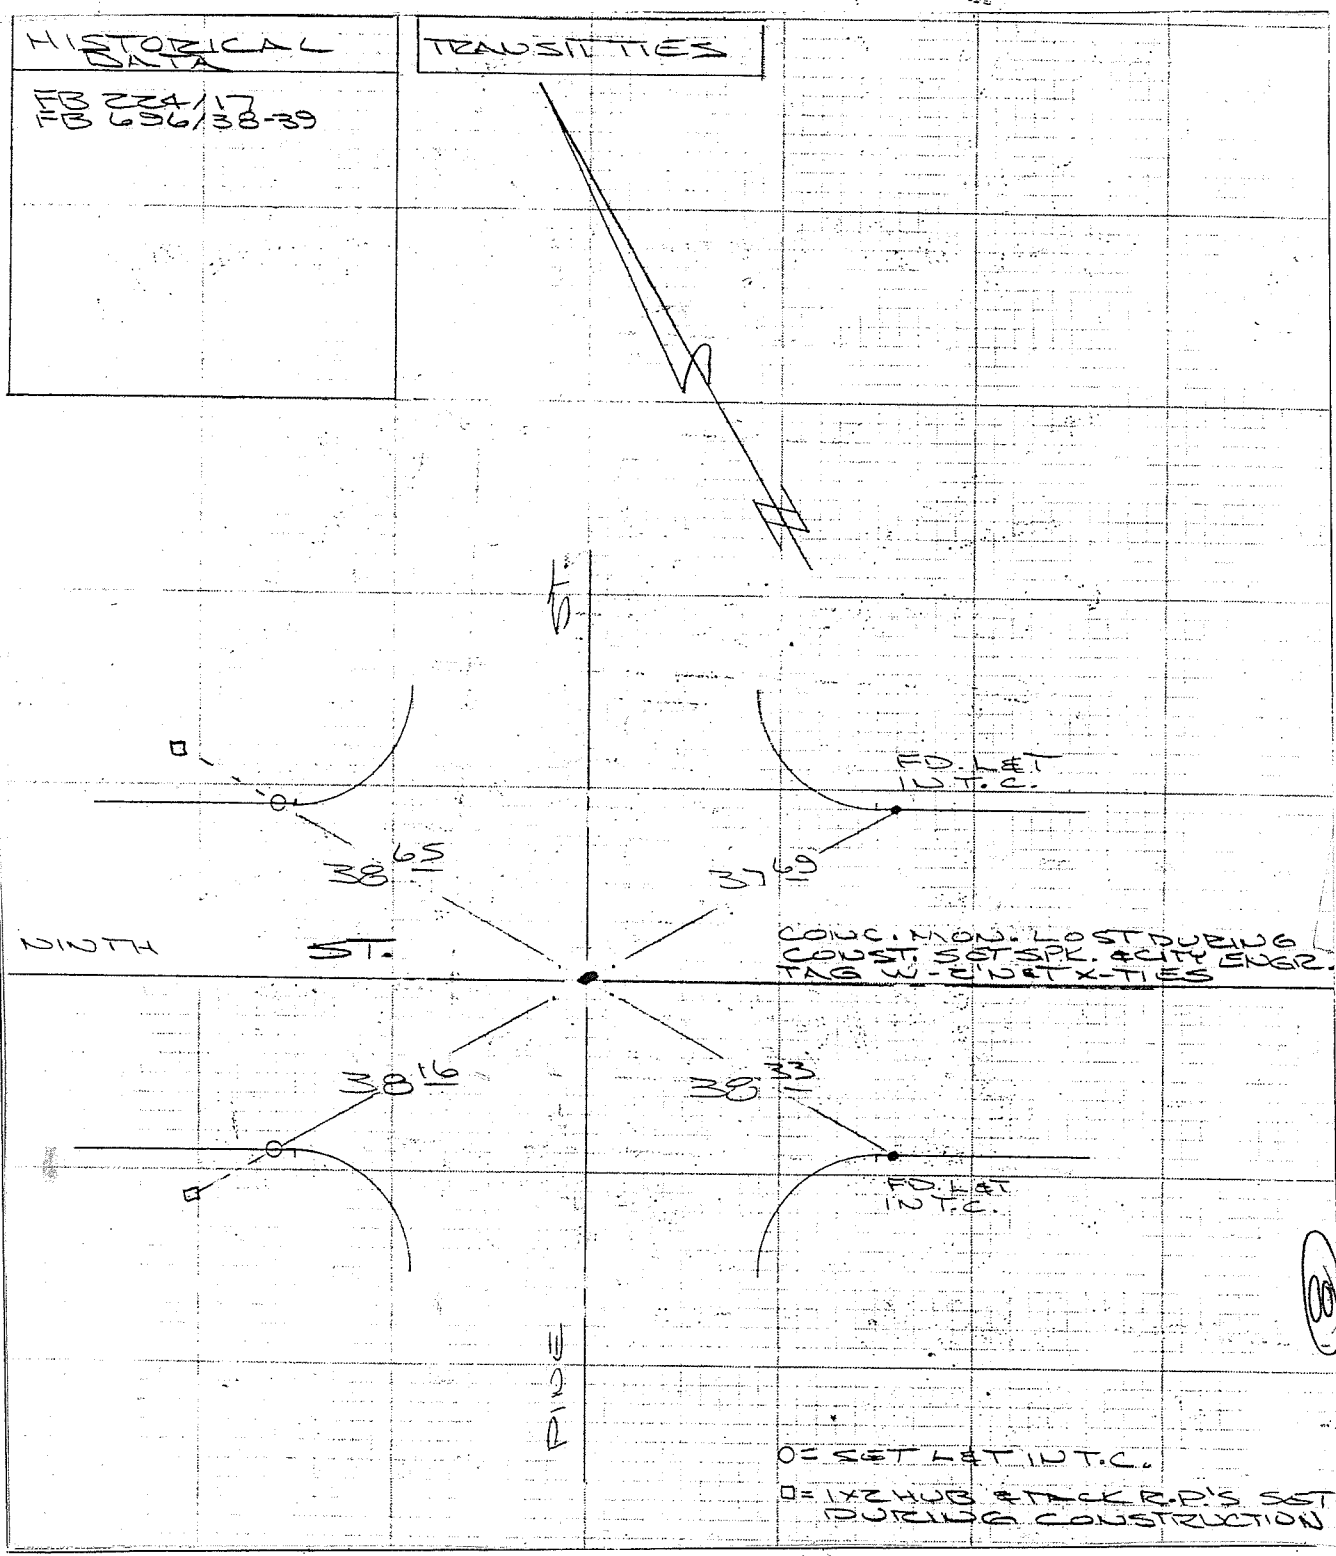 HISTORICAL
DATA
TRANSIT TIES
FB 224/17
FB 696/38-39
ST.
FD. L&T
IN T.C.
38 65
37 69
NINTH ST.
CONC. MON. LOST DURING
CONST. SET SPK. & CITY ENGR.
TAG W- L&T X-TIES
38 16
38 33
FD. L&T
IN T.C.
PINE
O= SET L&T IN T.C.
□= 1X2 HUB & TACK R.P.'S SET
DURING CONSTRUCTION